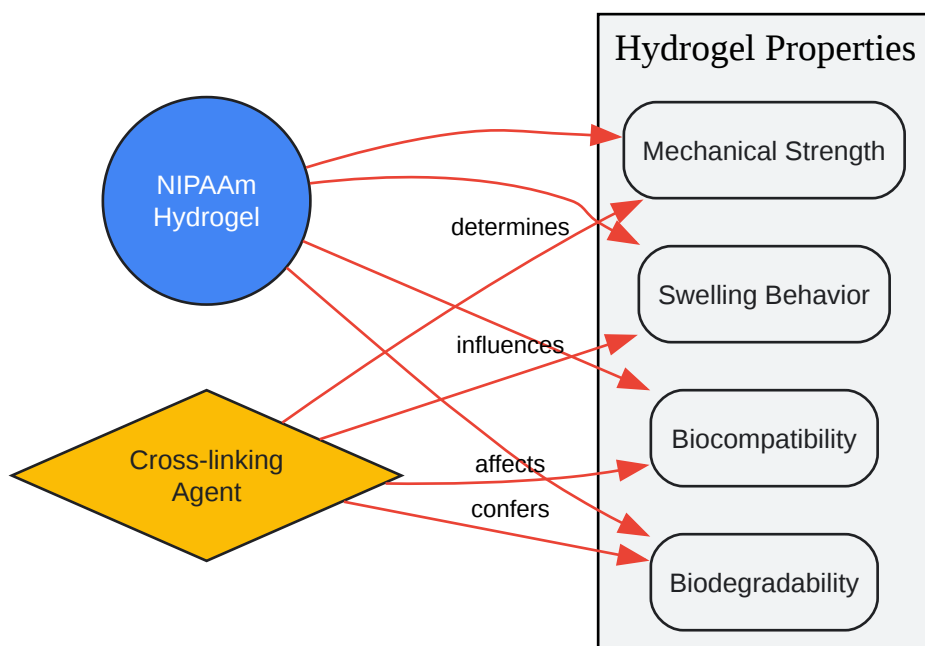 Hydrogel Properties
NIPAAm
Hydrogel
Mechanical Strength
determines
Swelling Behavior
influences
Biocompatibility
Cross-linking
Agent
affects
confers
Biodegradability